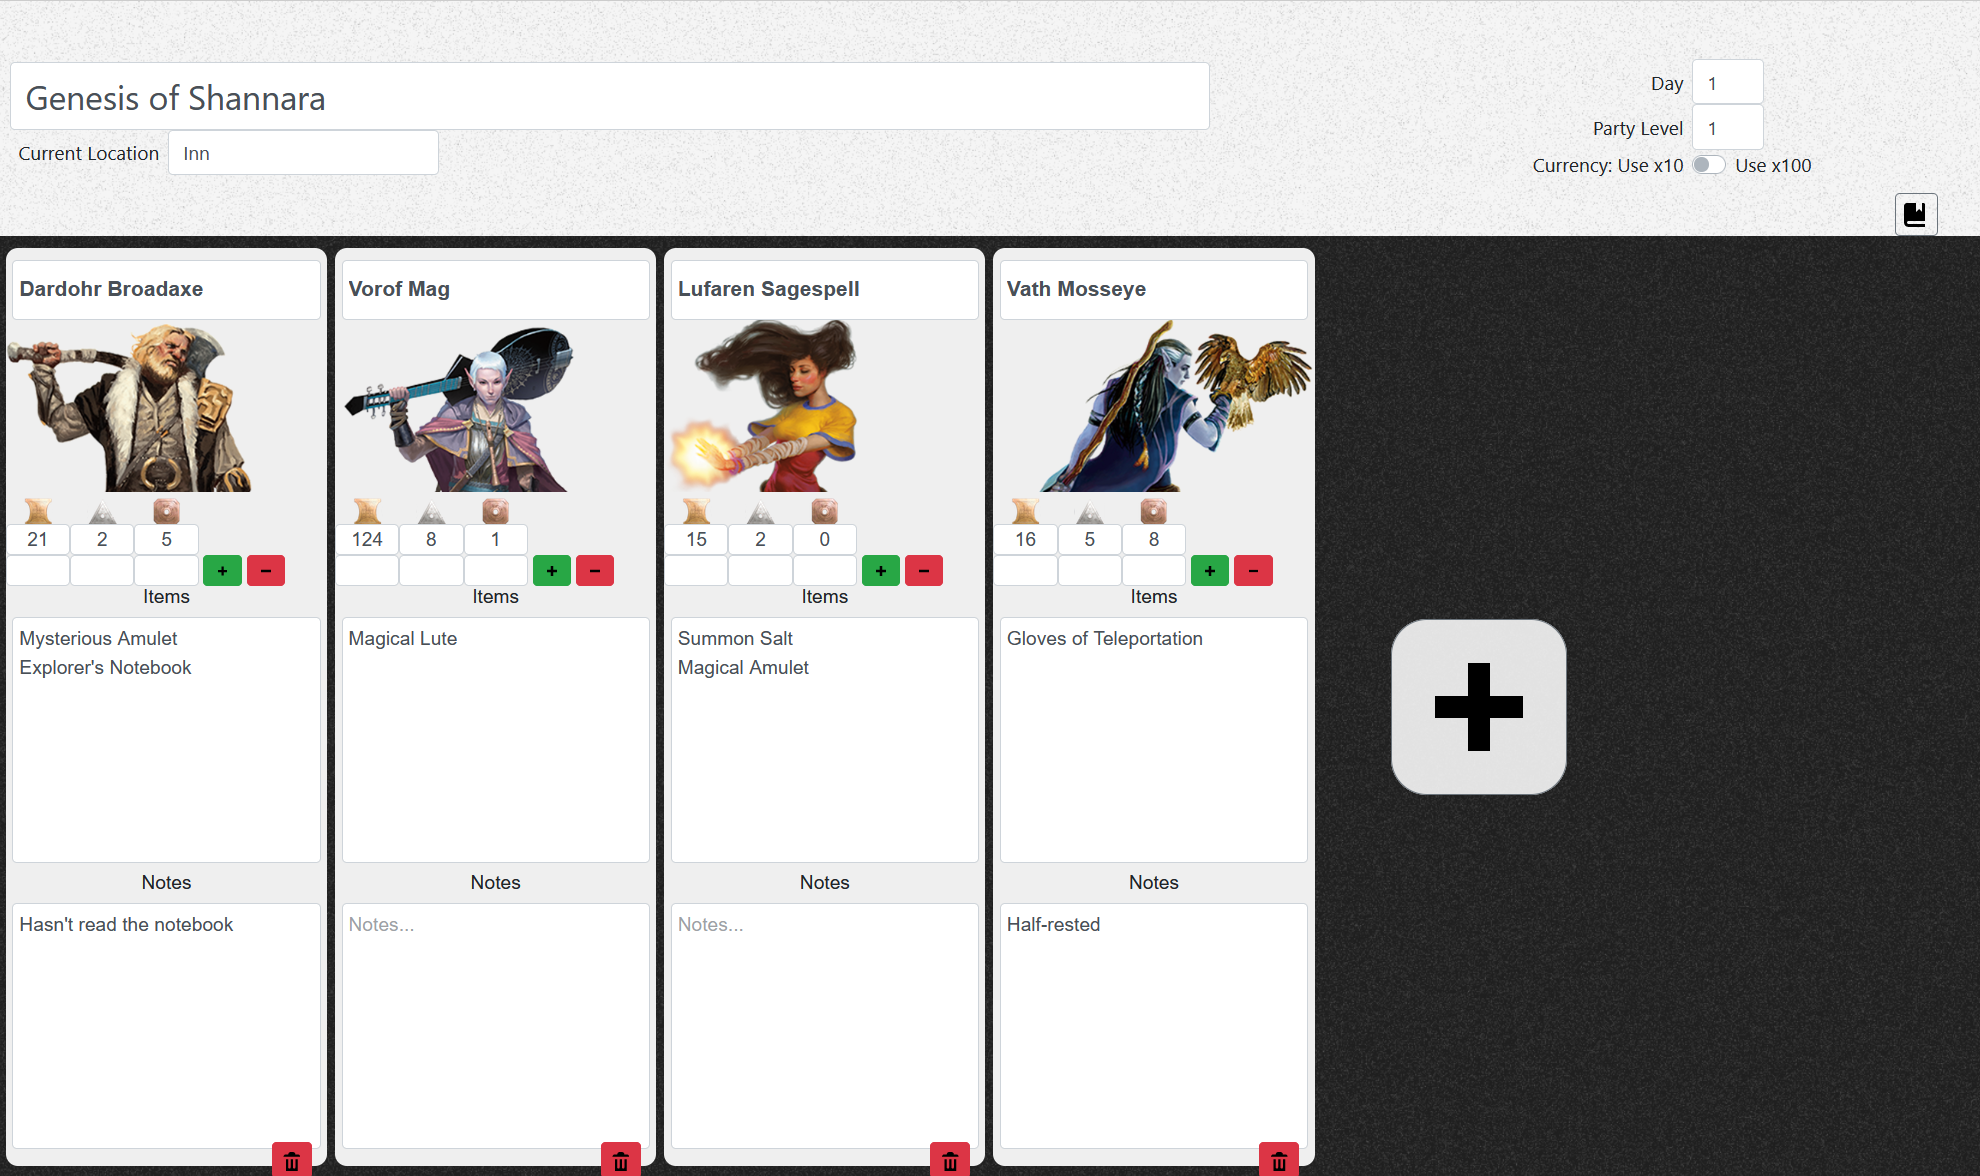 Genesis of Shannara
Current Location Inn
Day 1
Party Level 1
Currency: Use x10 Use x100
Dardohr Broadaxe
21 2 5
+ −
Items
Mysterious Amulet
Explorer's Notebook
Notes
Hasn't read the notebook
Vorof Mag
124 8 1
+ −
Items
Magical Lute
Notes
Notes...
Lufaren Sagespell
15 2 0
+ −
Items
Summon Salt
Magical Amulet
Notes
Notes...
Vath Mosseye
16 5 8
+ −
Items
Gloves of Teleportation
Notes
Half-rested